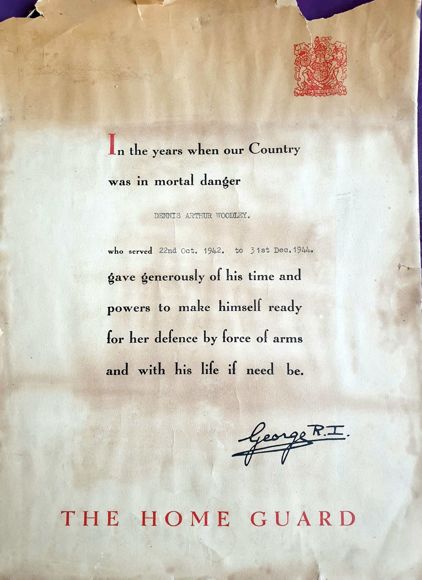 In the years when our Country
was in mortal danger
DENNIS ARTHUR WOODLEY.
who served 22nd Oct. 1942. to 31st Dec. 1944.
gave generously of his time and
powers to make himself ready
for her defence by force of arms
and with his life if need be.
George R.I.
THE HOME GUARD